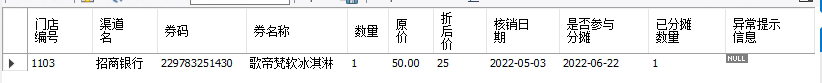 门店编号 渠道名 券码 券名称 数量 原价 折后价 核销日期 是否参与分摊 已分摊数量 异常提示信息
1103 招商银行 229783251430 歌帝梵软冰淇淋 1 50.00 25 2022-05-03 2022-06-22 1 NULL